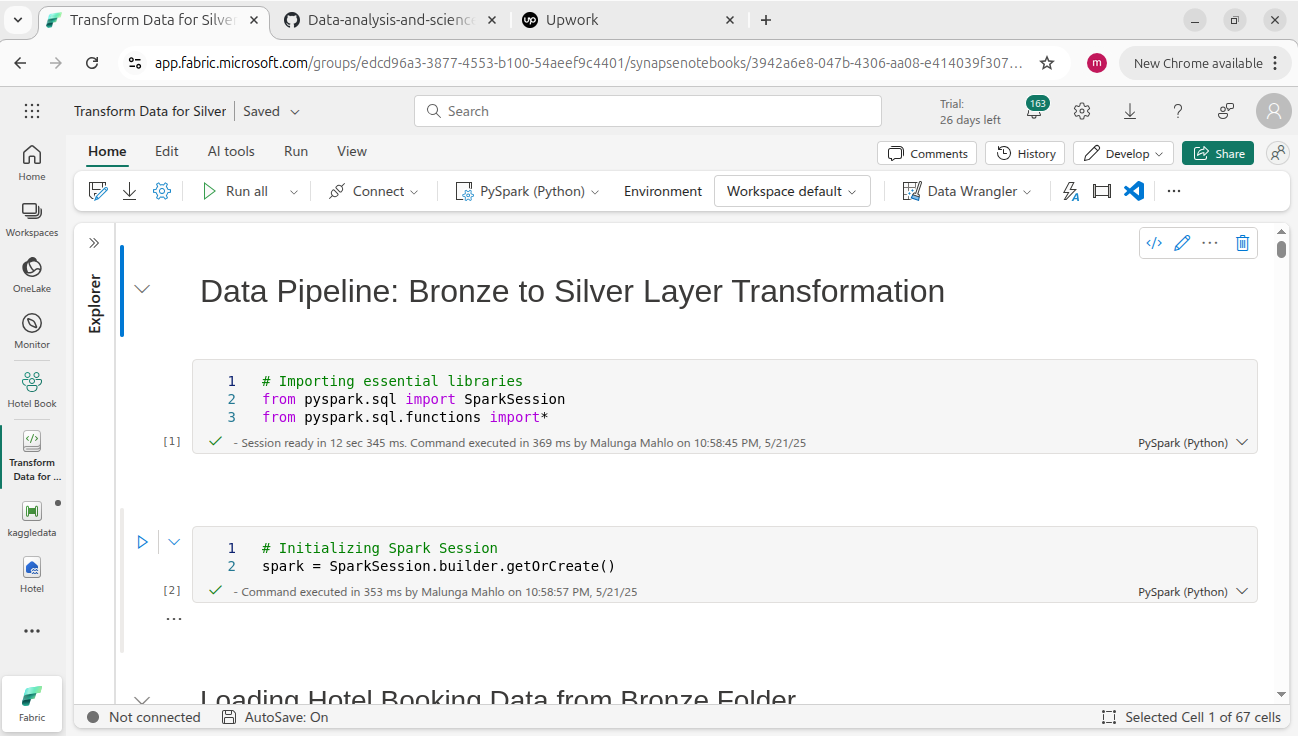 Transform Data for Silver
Data-analysis-and-science
Upwork
app.fabric.microsoft.com/groups/edcd96a3-3877-4553-b100-54aeef9c4401/synapsenotebooks/3942a6e8-047b-4306-aa08-e414039f307...
m
New Chrome available
Transform Data for Silver
Saved
Search
Trial:
26 days left
163
Home Edit AI tools Run View
Comments
History
Develop
Share
Run all
Connect
PySpark (Python)
Environment
Workspace default
Data Wrangler
Home
Workspaces
OneLake
Monitor
Hotel Book
Transform
Data for ...
kaggledata
Hotel
Fabric
Explorer
Data Pipeline: Bronze to Silver Layer Transformation
1 # Importing essential libraries
2 from pyspark.sql import SparkSession
3 from pyspark.sql.functions import*
[1] - Session ready in 12 sec 345 ms. Command executed in 369 ms by Malunga Mahlo on 10:58:45 PM, 5/21/25 PySpark (Python)
1 # Initializing Spark Session
2 spark = SparkSession.builder.getOrCreate()
[2] - Command executed in 353 ms by Malunga Mahlo on 10:58:57 PM, 5/21/25 PySpark (Python)
Loading Hotel Booking Data from Bronze Folder
Not connected
AutoSave: On
Selected Cell 1 of 67 cells